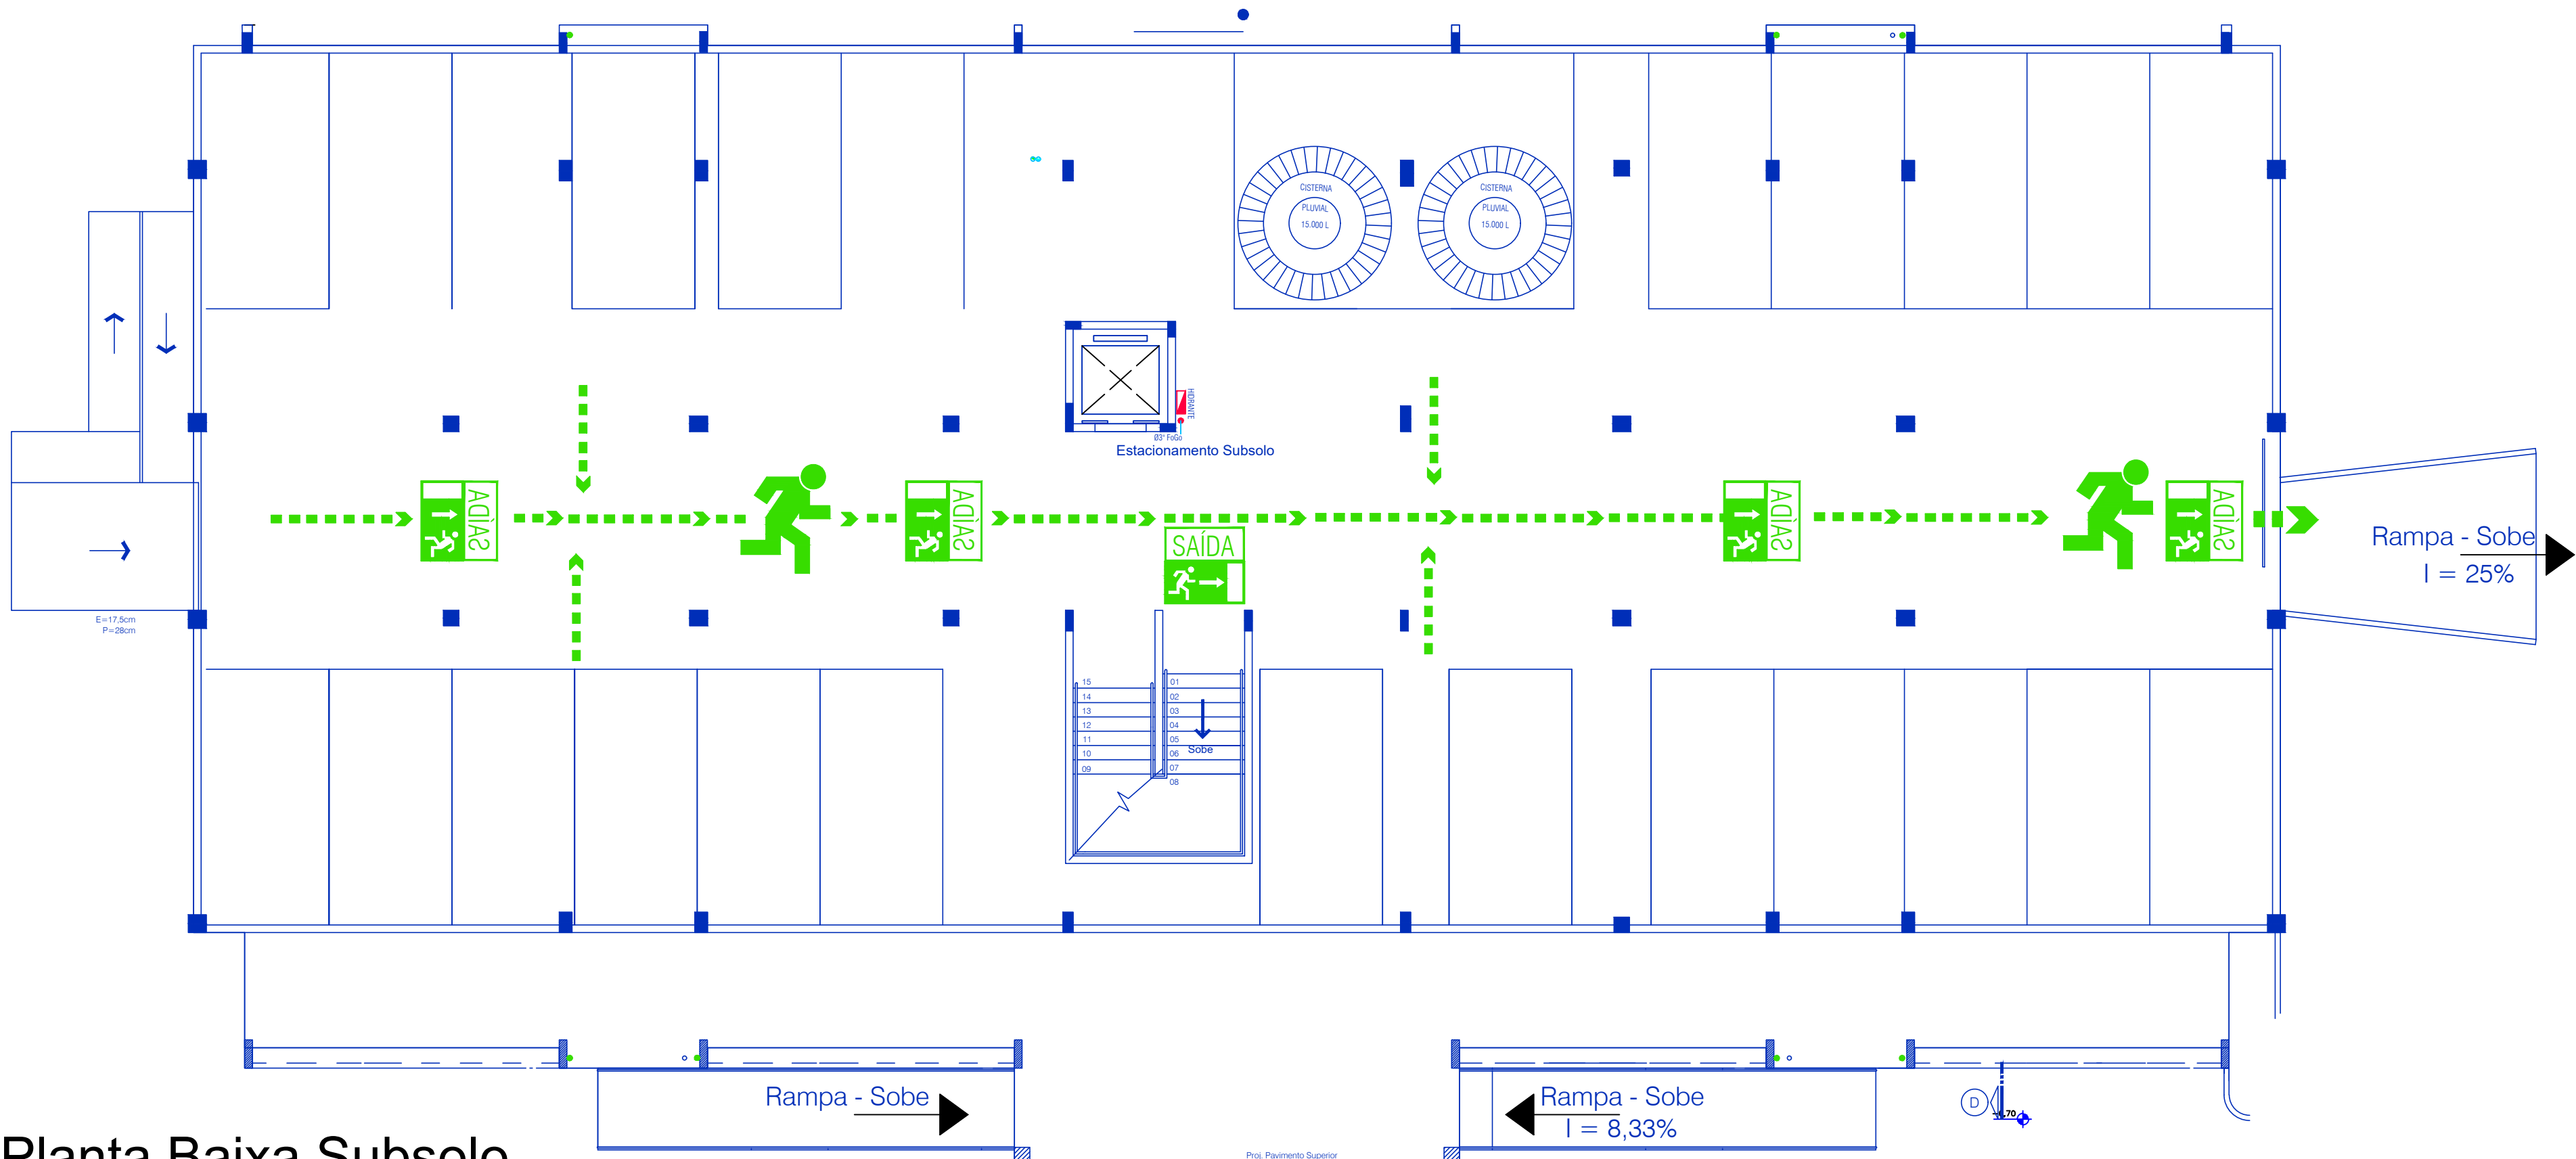 CISTERNA
PLUVIAL
15.000 L
CISTERNA
PLUVIAL
15.000 L
HIDRANTE
Ø3" FoGo
Estacionamento Subsolo
SAÍDA
SAÍDA
SAÍDA
SAÍDA
SAÍDA
Rampa - Sobe
I = 25%
E=17,5cm
P=28cm
15
14
13
12
11
10
09
01
02
03
04
05
06
07
08
Sobe
Rampa - Sobe
Rampa - Sobe
I = 8,33%
D
Planta Baixa Subsolo
Proj. Pavimento Superior